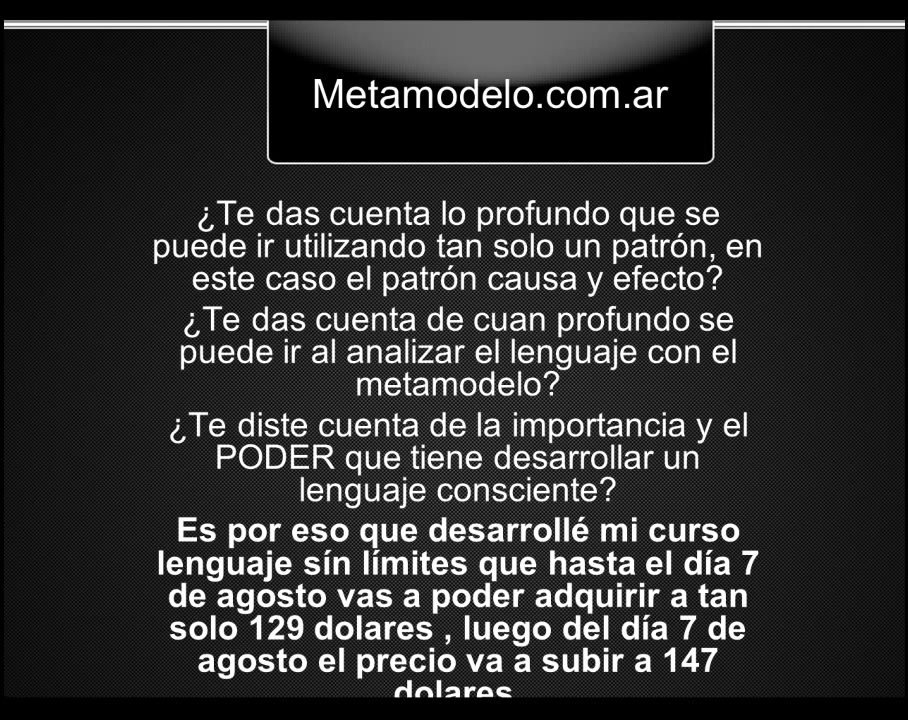 Metamodelo.com.ar
¿Te das cuenta lo profundo que se
puede ir utilizando tan solo un patrón, en
este caso el patrón causa y efecto?
¿Te das cuenta de cuan profundo se
puede ir al analizar el lenguaje con el
metamodelo?
¿Te diste cuenta de la importancia y el
PODER que tiene desarrollar un
lenguaje consciente?
Es por eso que desarrollé mi curso
lenguaje sín límites que hasta el día 7
de agosto vas a poder adquirir a tan
solo 129 dolares , luego del día 7 de
agosto el precio va a subir a 147
dolares